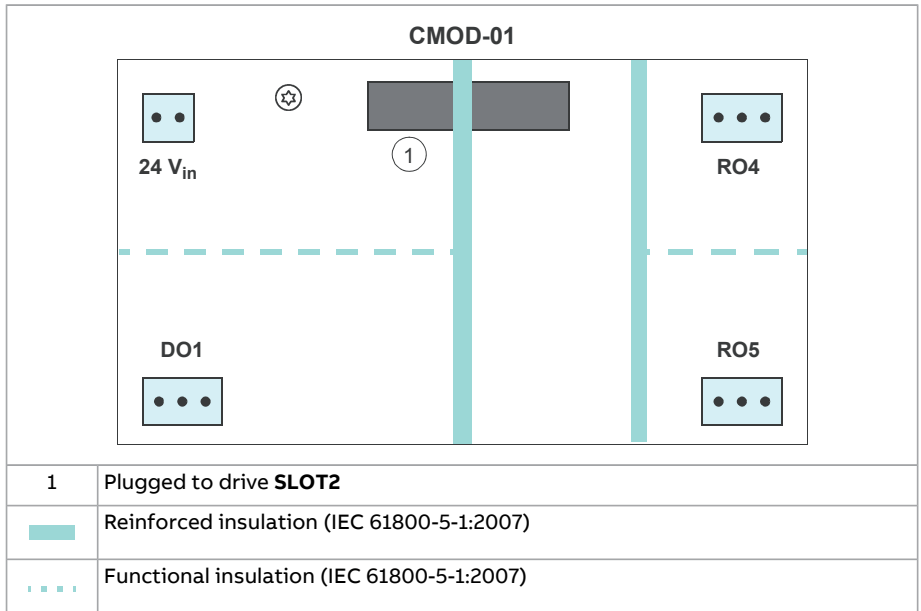 CMOD-01
24 Vin
1
RO4
DO1
RO5
1 Plugged to drive SLOT2
Reinforced insulation (IEC 61800-5-1:2007)
Functional insulation (IEC 61800-5-1:2007)